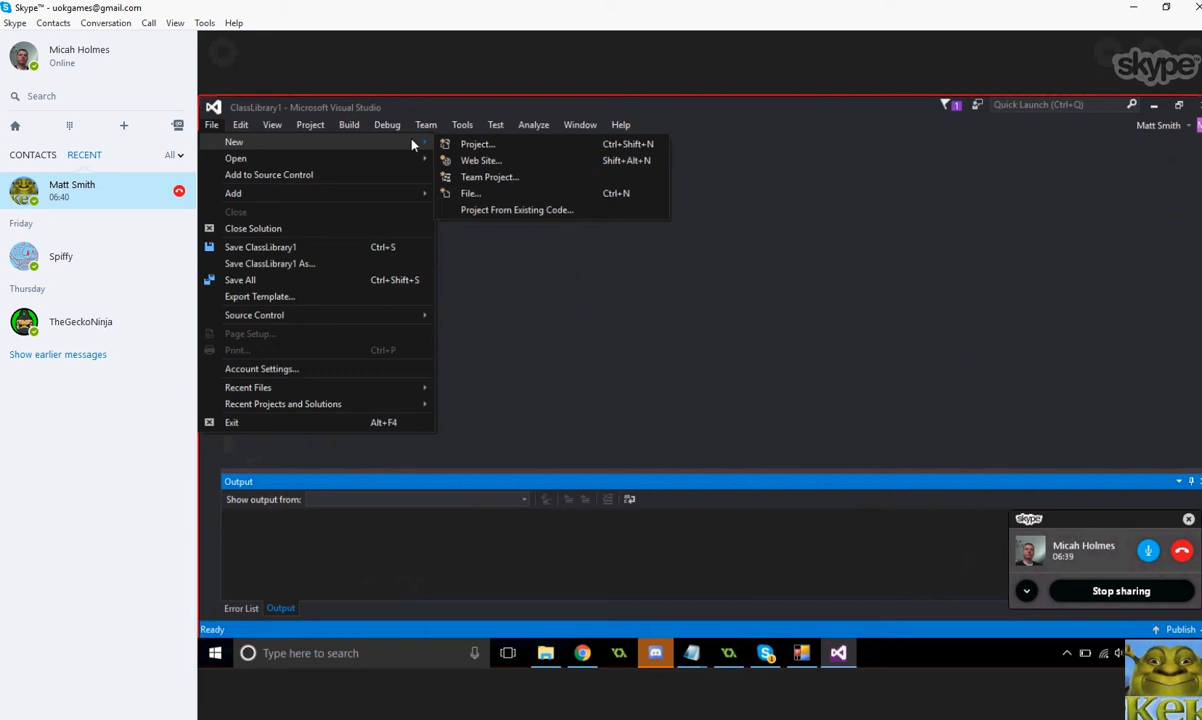 Skype™ - uokgames@gmail.com
Skype Contacts Conversation Call View Tools Help
Micah Holmes
Online
Search
CONTACTS RECENT All
Matt Smith
06:40
Friday
Spiffy
Thursday
TheGeckoNinja
Show earlier messages
skype
ClassLibrary1 - Microsoft Visual Studio
1
Quick Launch (Ctrl+Q)
File Edit View Project Build Debug Team Tools Test Analyze Window Help
Matt Smith
New
Open
Add to Source Control
Add
Close
Close Solution
Save ClassLibrary1 Ctrl+S
Save ClassLibrary1 As...
Save All Ctrl+Shift+S
Export Template...
Source Control
Page Setup...
Print... Ctrl+P
Account Settings...
Recent Files
Recent Projects and Solutions
Exit Alt+F4
Project... Ctrl+Shift+N
Web Site... Shift+Alt+N
Team Project...
File... Ctrl+N
Project From Existing Code...
Output
Show output from:
Error List Output
skype
Micah Holmes
06:39
Stop sharing
Ready
Publish
Type here to search